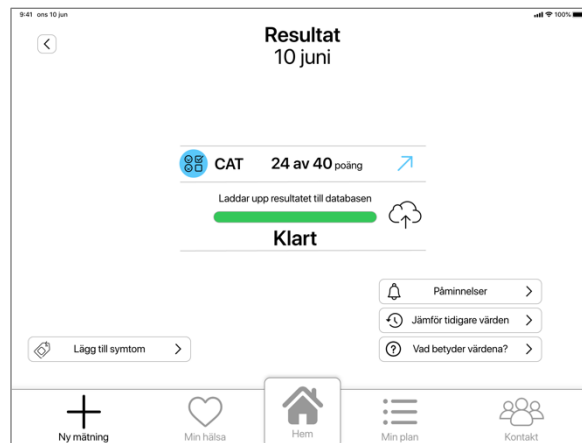 9:41 ons 10 jun
100%
Resultat
10 juni
CAT 24 av 40 poäng
Laddar upp resultatet till databasen
Klart
Påminnelser
Jämför tidigare värden
Lägg till symtom
Vad betyder värdena?
Ny mätning
Min hälsa
Hem
Min plan
Kontakt